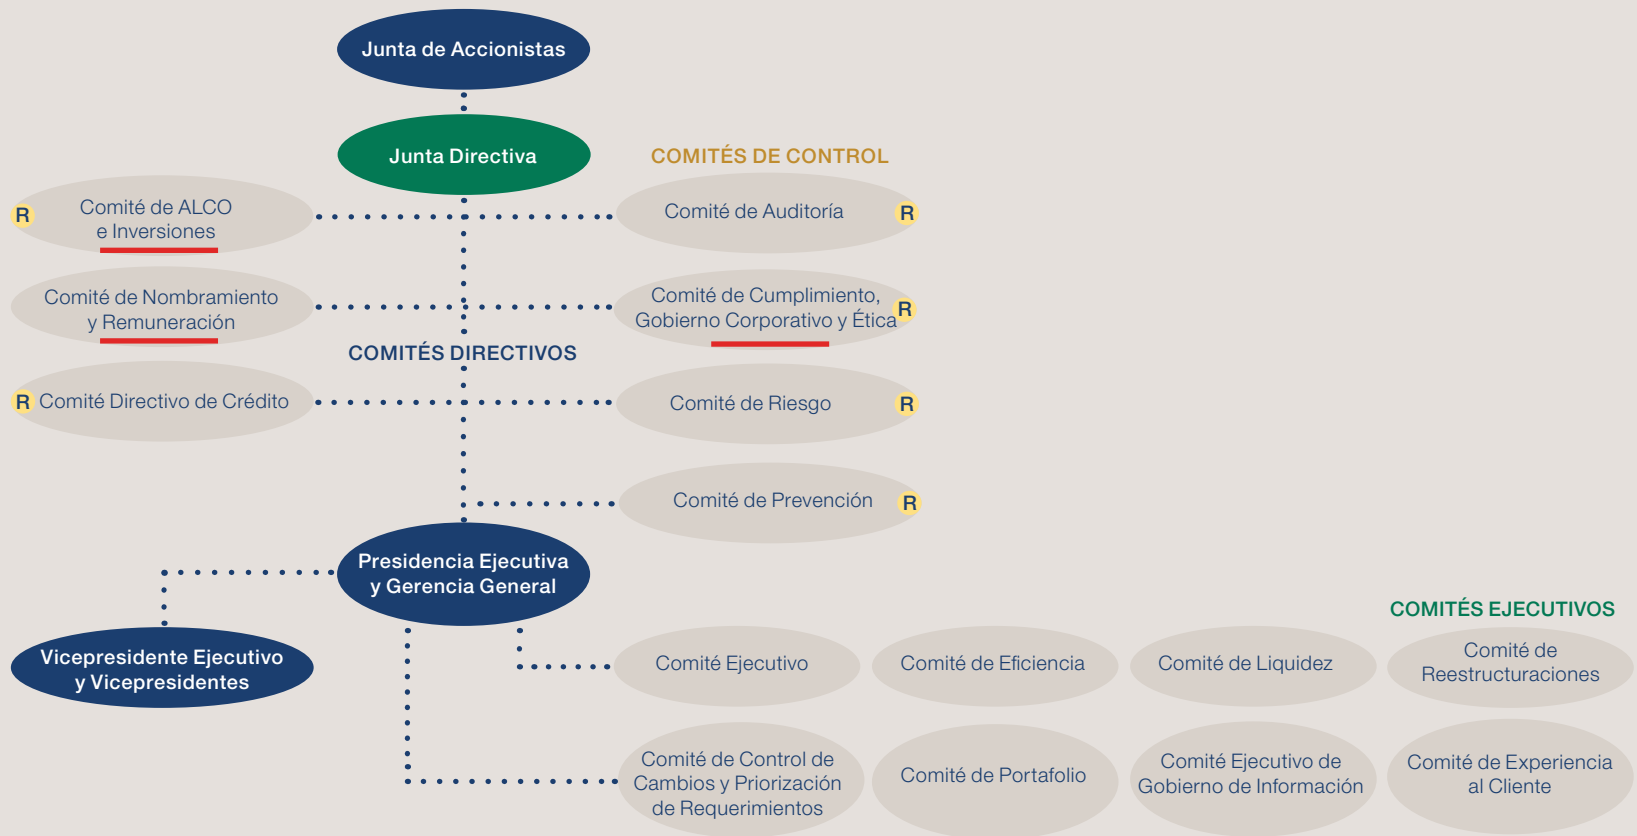 Junta de Accionistas
Junta Directiva
COMITÉS DE CONTROL
R
Comité de ALCO
e Inversiones
Comité de Auditoría
R
Comité de Nombramiento
y Remuneración
Comité de Cumplimiento,
Gobierno Corporativo y Ética
R
COMITÉS DIRECTIVOS
R
Comité Directivo de Crédito
Comité de Riesgo
R
Comité de Prevención
R
Presidencia Ejecutiva
y Gerencia General
Vicepresidente Ejecutivo
y Vicepresidentes
COMITÉS EJECUTIVOS
Comité Ejecutivo
Comité de Eficiencia
Comité de Liquidez
Comité de
Reestructuraciones
Comité de Control de
Cambios y Priorización
de Requerimientos
Comité de Portafolio
Comité Ejecutivo de
Gobierno de Información
Comité de Experiencia
al Cliente